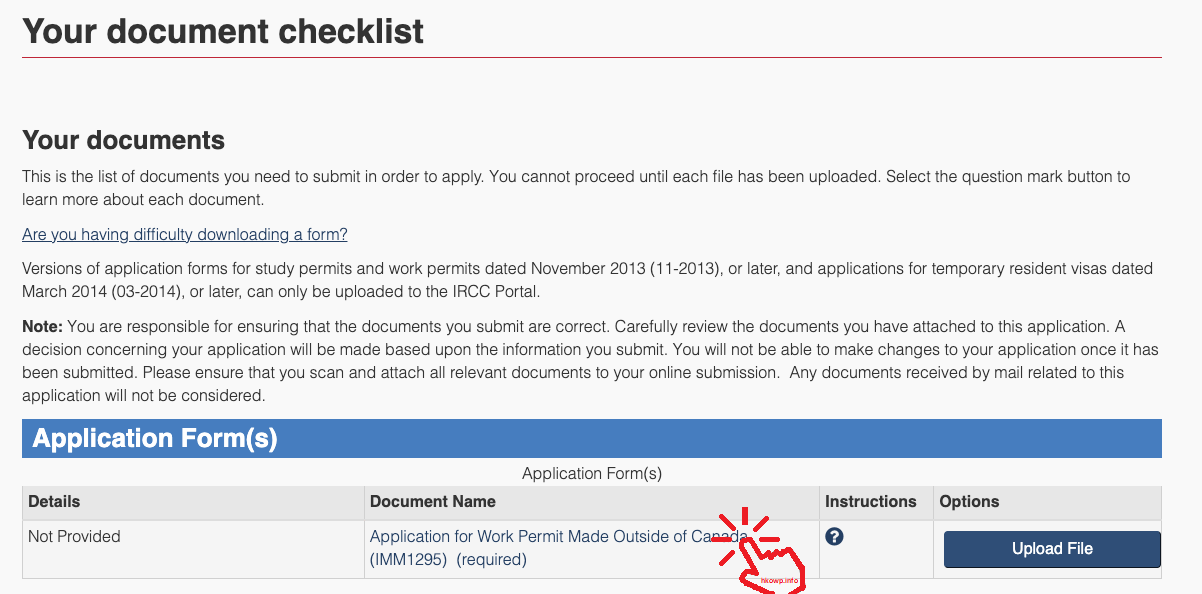 Your document checklist
Your documents
This is the list of documents you need to submit in order to apply. You cannot proceed until each file has been uploaded. Select the question mark button to
learn more about each document.
Are you having difficulty downloading a form?
Versions of application forms for study permits and work permits dated November 2013 (11-2013), or later, and applications for temporary resident visas dated
March 2014 (03-2014), or later, can only be uploaded to the IRCC Portal.
Note: You are responsible for ensuring that the documents you submit are correct. Carefully review the documents you have attached to this application. A
decision concerning your application will be made based upon the information you submit. You will not be able to make changes to your application once it has
been submitted. Please ensure that you scan and attach all relevant documents to your online submission.  Any documents received by mail related to this
application will not be considered.
Application Form(s)
Application Form(s)
Details Document Name Instructions Options
Not Provided Application for Work Permit Made Outside of Canada ? Upload File
(IMM1295)  (required)
hkowp.info